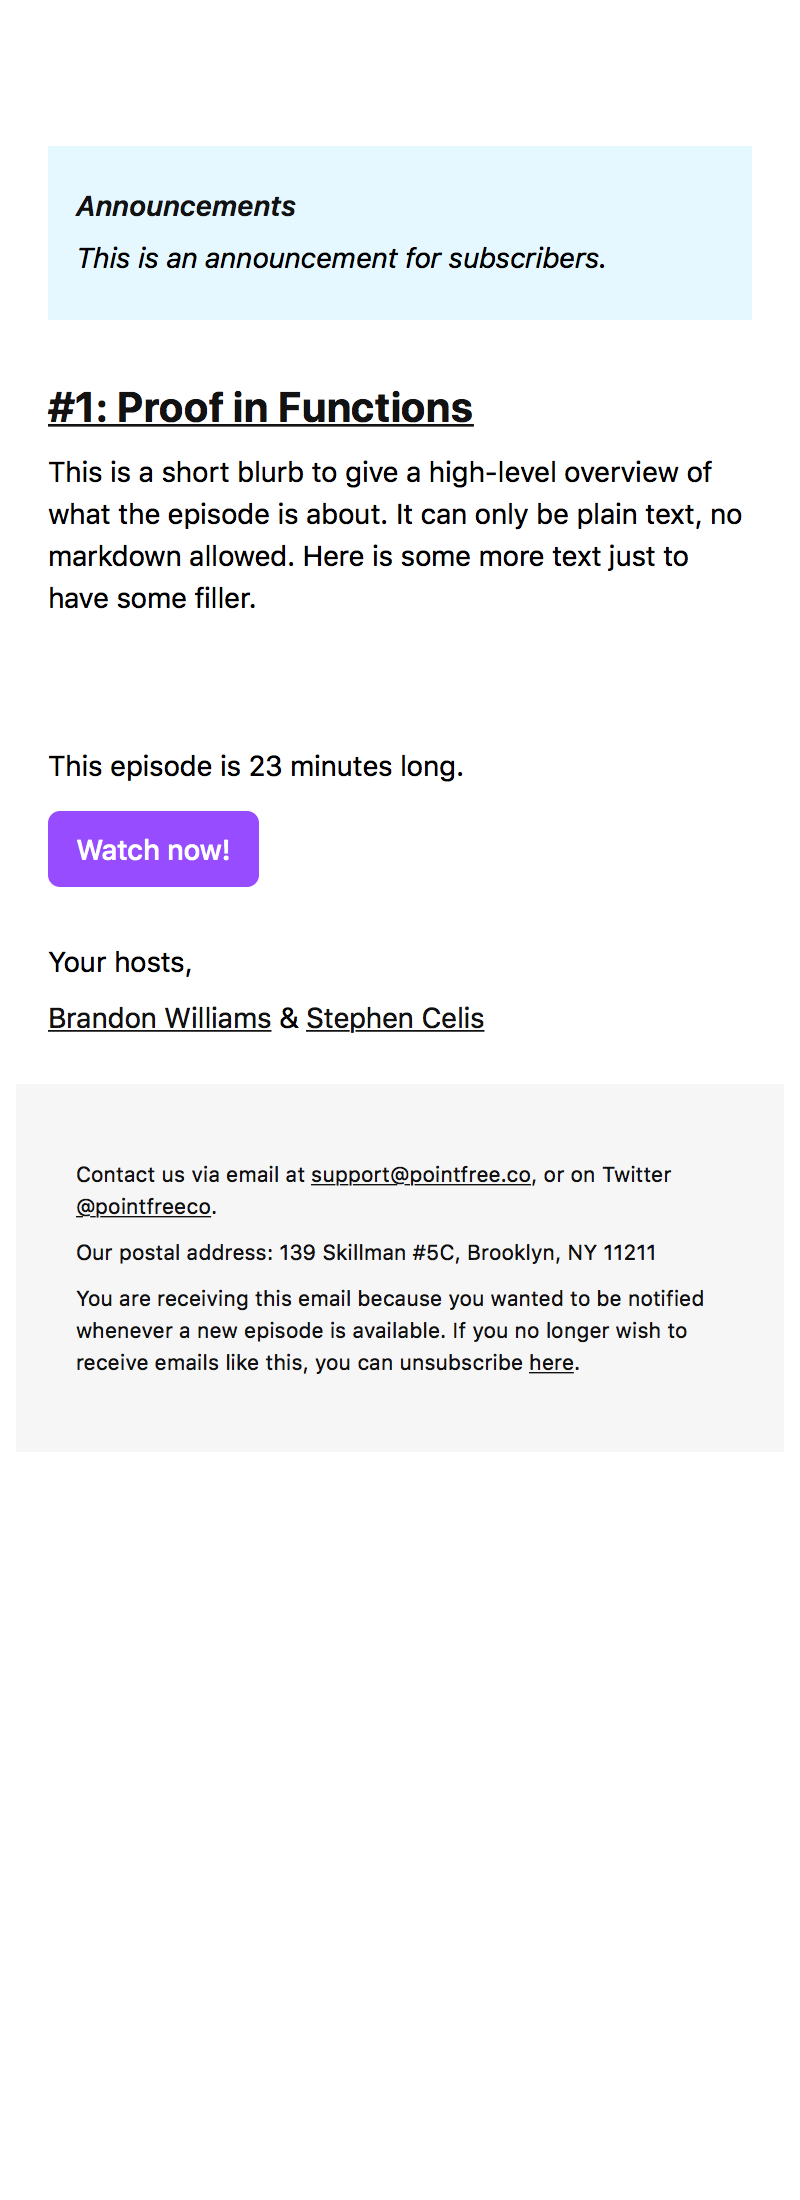 Announcements
This is an announcement for subscribers.
#1: Proof in Functions
This is a short blurb to give a high-level overview of
what the episode is about. It can only be plain text, no
markdown allowed. Here is some more text just to
have some filler.
This episode is 23 minutes long.
Watch now!
Your hosts,
Brandon Williams & Stephen Celis
Contact us via email at support@pointfree.co, or on Twitter
@pointfreeco.
Our postal address: 139 Skillman #5C, Brooklyn, NY 11211
You are receiving this email because you wanted to be notified
whenever a new episode is available. If you no longer wish to
receive emails like this, you can unsubscribe here.